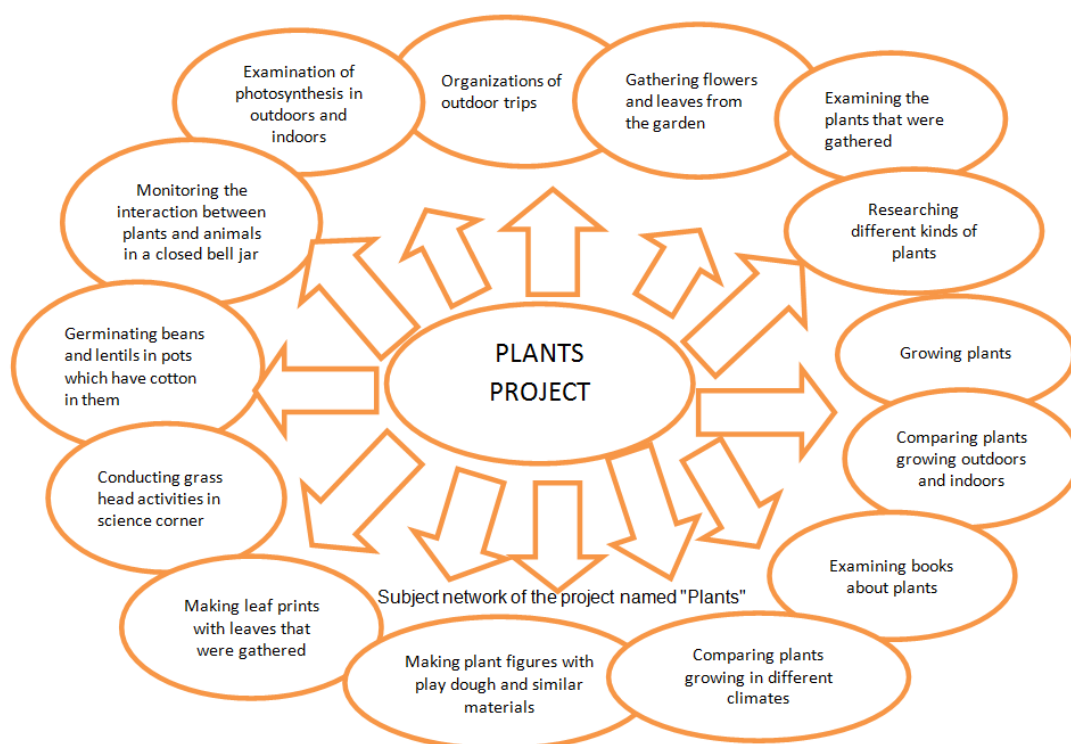 Examination of
photosynthesis in
outdoors and
indoors
Organizations of
outdoor trips
Gathering flowers
and leaves from
the garden
Examining the
plants that were
gathered
Researching
different kinds of
plants
Growing plants
Comparing plants
growing outdoors
and indoors
Examining books
about plants
Comparing plants
growing in different
climates
Making plant figures with
play dough and similar
materials
Making leaf prints
with leaves that
were gathered
Conducting grass
head activities in
science corner
Germinating beans
and lentils in pots
which have cotton
in them
Monitoring the
interaction between
plants and animals
in a closed bell jar
PLANTS
PROJECT
Subject network of the project named "Plants"